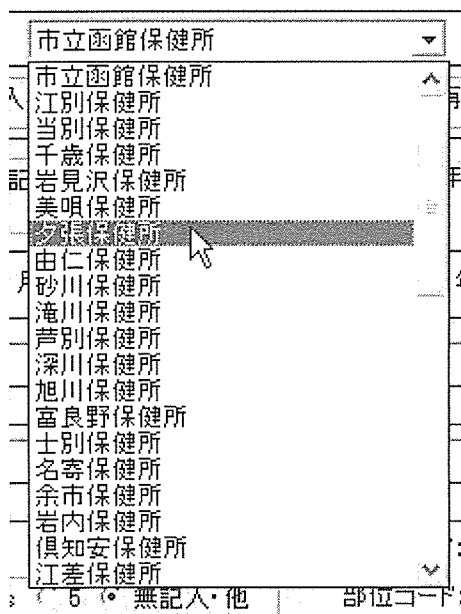 市立函館保健所
市立函館保健所
江別保健所
当別保健所
千歳保健所
岩見沢保健所
美唄保健所
夕張保健所
由仁保健所
砂川保健所
滝川保健所
芦別保健所
深川保健所
旭川保健所
富良野保健所
士別保健所
名寄保健所
余市保健所
岩内保健所
倶知安保健所
江差保健所
5 無記入・他 部位コード